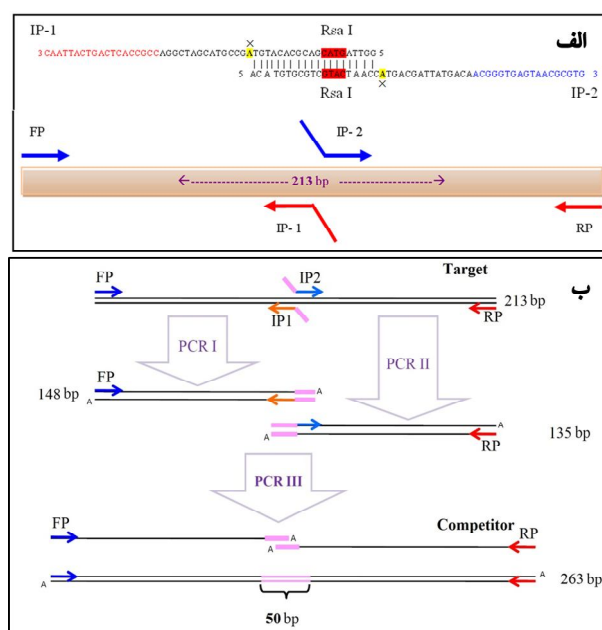 IP-1
الف
Rsa I
3CAATTACTGACTCACCGCCAGGCTAGCATGCCGATGTACACGCAGCATGATTGG 5
5 ACATGTGCGTCGTACTAACCATGACGATTATGACAACGGGTGAGTAACGCGTG 3
Rsa I
IP-2
FP
IP- 2
213 bp
IP- 1
RP
ب
FP
IP2
Target
213 bp
IP1
RP
PCR I
PCR II
FP
A
148 bp
A
A
135 bp
A
RP
PCR III
FP
Competitor
A
RP
A
A
A
263 bp
50 bp